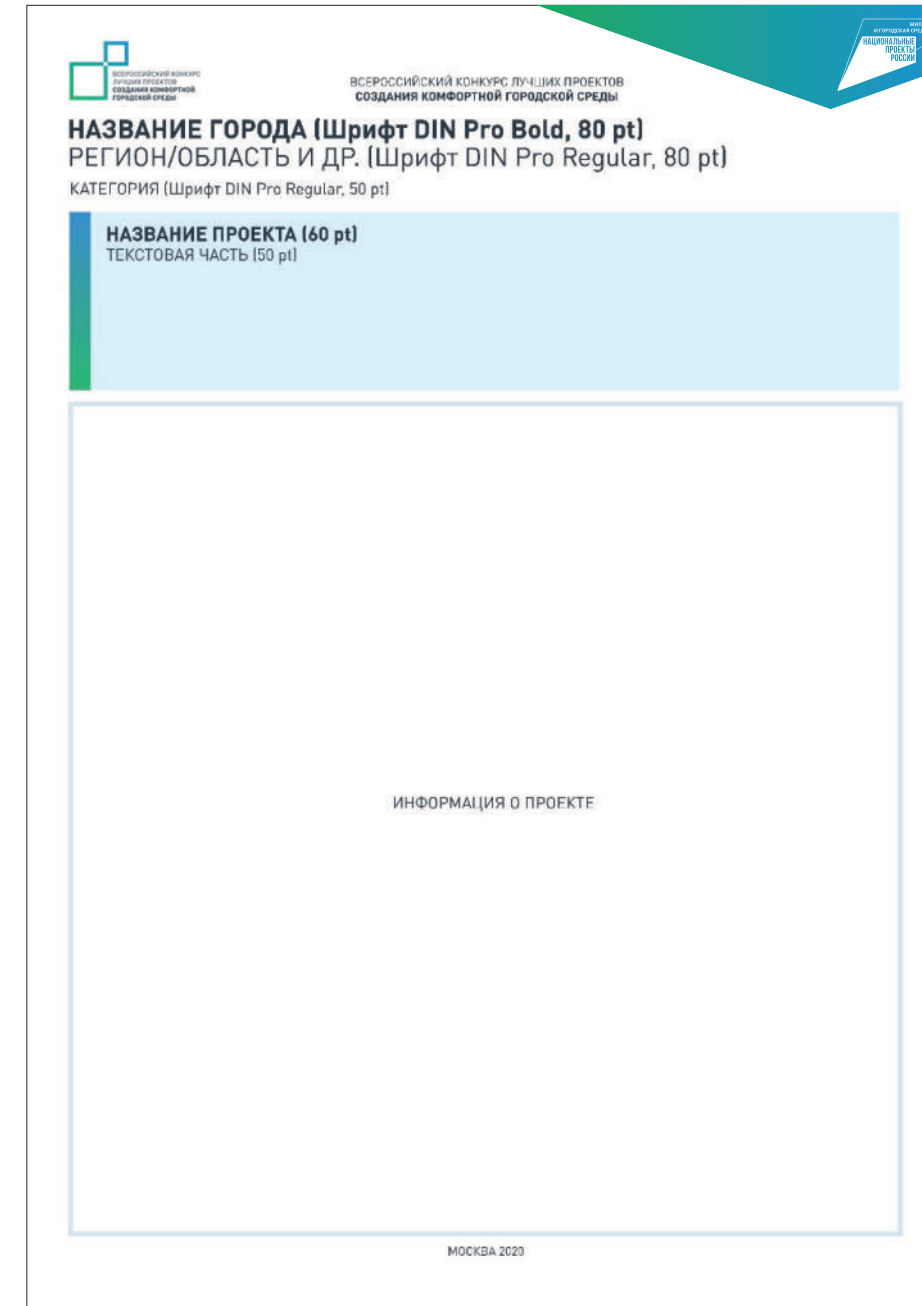 ЖИЛ
И ГОРОДСКАЯ СРЕД
НАЦИОНАЛЬНЫЕ
ПРОЕКТЫ
РОССИИ
ВСЕРОССИЙСКИЙ КОНКУРС
ЛУЧШИХ ПРОЕКТОВ
СОЗДАНИЯ КОМФОРТНОЙ
ГОРОДСКОЙ СРЕДЫ
ВСЕРОССИЙСКИЙ КОНКУРС ЛУЧШИХ ПРОЕКТОВ
СОЗДАНИЯ КОМФОРТНОЙ ГОРОДСКОЙ СРЕДЫ
НАЗВАНИЕ ГОРОДА (Шрифт DIN Pro Bold, 80 pt)
РЕГИОН/ОБЛАСТЬ И ДР. (Шрифт DIN Pro Regular, 80 pt)
КАТЕГОРИЯ (Шрифт DIN Pro Regular, 50 pt)
НАЗВАНИЕ ПРОЕКТА (60 pt)
ТЕКСТОВАЯ ЧАСТЬ (50 pt)
ИНФОРМАЦИЯ О ПРОЕКТЕ
МОСКВА 2020